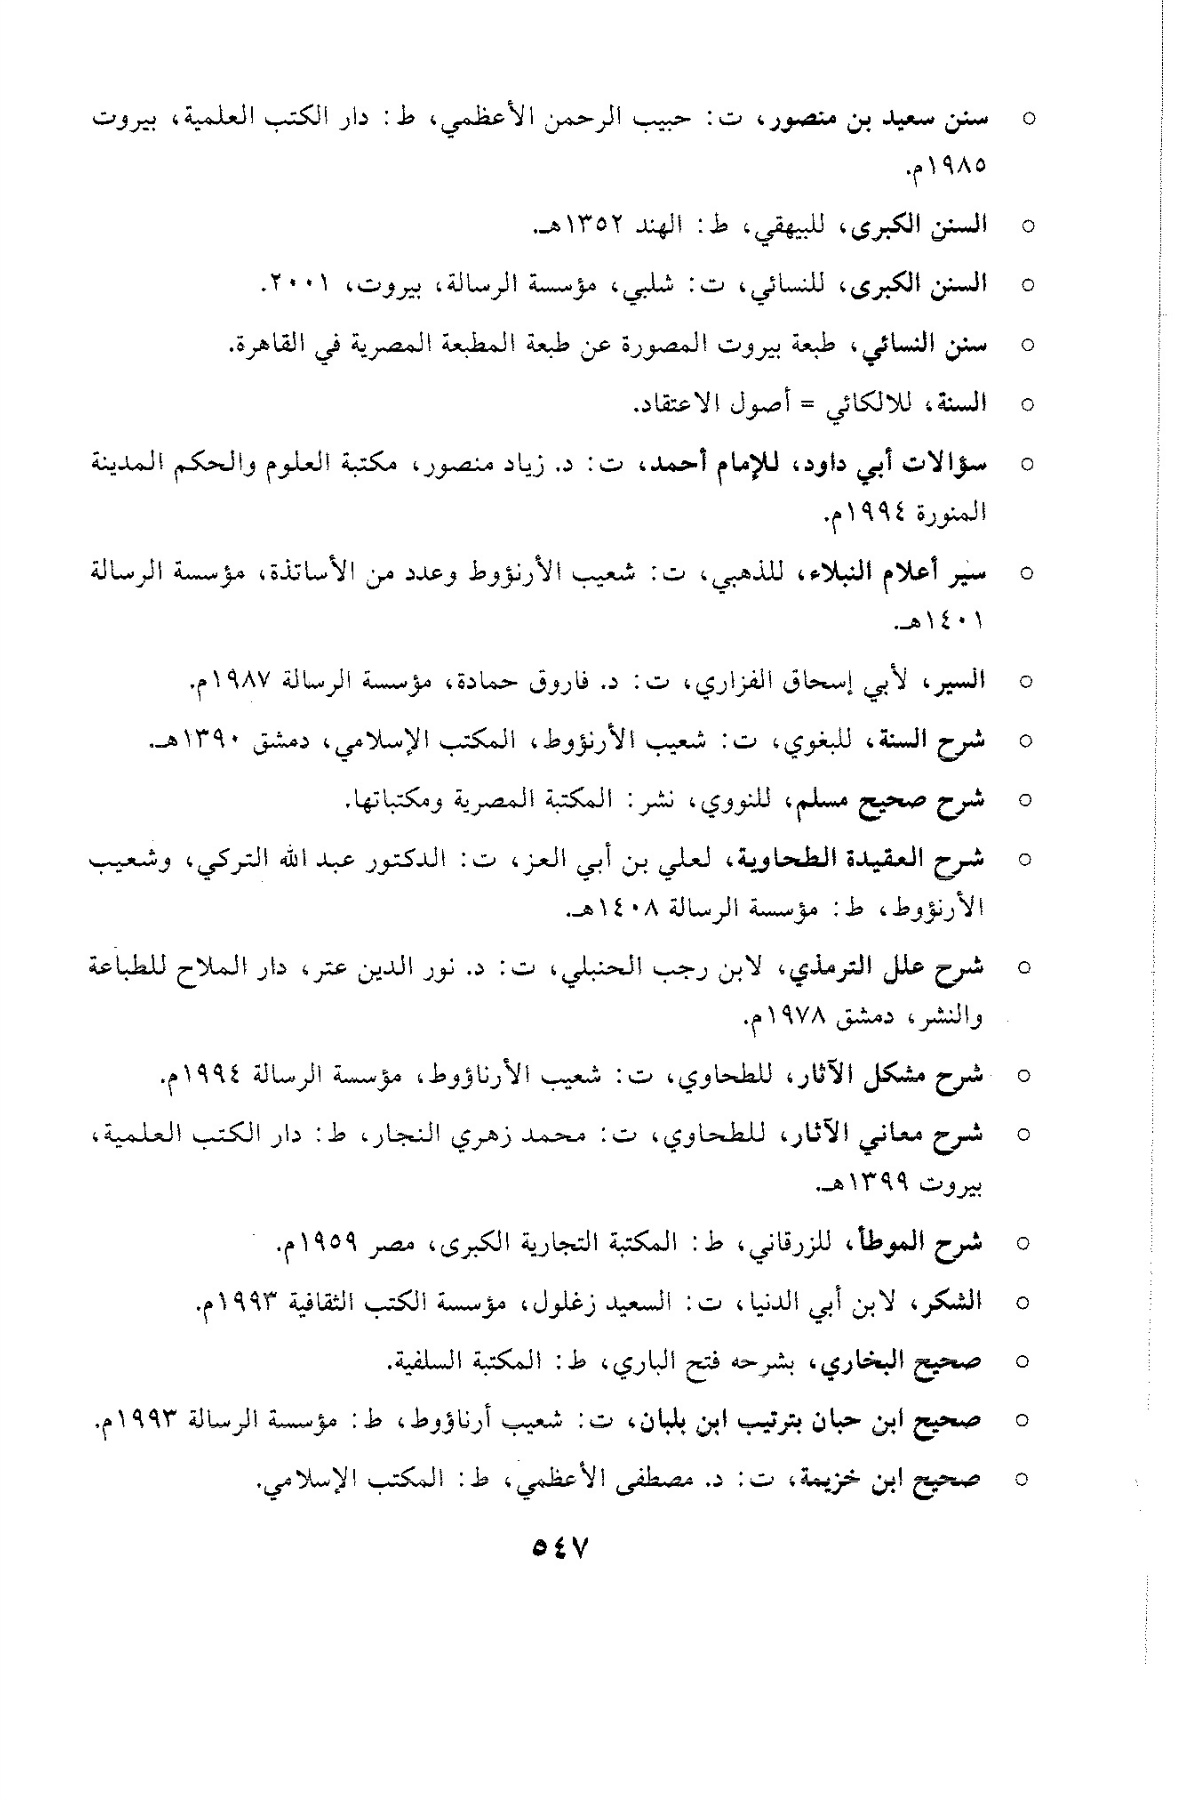 ○ سنن سعيد بن منصور، ت: حبيب الرحمن الأعظمي، ط: دار الكتب العلمية، بيروت
١٩٨٥م.
○ السنن الكبرى، للبيهقي، ط: الهند ١٣٥٢هـ.
○ السنن الكبرى، للنسائي، ت: شلبي، مؤسسة الرسالة، بيروت، ٢٠٠١.
○ سنن النسائي، طبعة بيروت المصورة عن طبعة المطبعة المصرية في القاهرة.
○ السنة، للالكائي = أصول الاعتقاد.
○ سؤالات أبي داود، للإمام أحمد، ت: د. زياد منصور، مكتبة العلوم والحكم المدينة
المنورة ١٩٩٤م.
○ سير أعلام النبلاء، للذهبي، ت: شعيب الأرنؤوط وعدد من الأساتذة، مؤسسة الرسالة
١٤٠١هـ.
○ السير، لأبي إسحاق الفزاري، ت: د. فاروق حمادة، مؤسسة الرسالة ١٩٨٧م.
○ شرح السنة، للبغوي، ت: شعيب الأرنؤوط، المكتب الإسلامي، دمشق ١٣٩٠هـ.
○ شرح صحيح مسلم، للنووي، نشر: المكتبة المصرية ومكتباتها.
○ شرح العقيدة الطحاوية، لعلي بن أبي العز، ت: الدكتور عبد الله التركي، وشعيب
الأرنؤوط، ط: مؤسسة الرسالة ١٤٠٨هـ.
○ شرح علل الترمذي، لابن رجب الحنبلي، ت: د. نور الدين عتر، دار الملاح للطباعة
والنشر، دمشق ١٩٧٨م.
○ شرح مشكل الآثار، للطحاوي، ت: شعيب الأرناؤوط، مؤسسة الرسالة ١٩٩٤م.
○ شرح معاني الآثار، للطحاوي، ت: محمد زهري النجار، ط: دار الكتب العلمية،
بيروت ١٣٩٩هـ.
○ شرح الموطأ، للزرقاني، ط: المكتبة التجارية الكبرى، مصر ١٩٥٩م.
○ الشكر، لابن أبي الدنيا، ت: السعيد زغلول، مؤسسة الكتب الثقافية ١٩٩٣م.
○ صحيح البخاري، بشرحه فتح الباري، ط: المكتبة السلفية.
○ صحيح ابن حبان بترتيب ابن بلبان، ت: شعيب أرناؤوط، ط: مؤسسة الرسالة ١٩٩٣م.
○ صحيح ابن خزيمة، ت: د. مصطفى الأعظمي، ط: المكتب الإسلامي.
٥٤٧